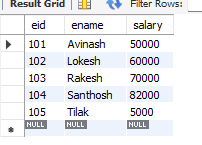 Result Grid Filter Rows:
eid ename salary
101 Avinash 50000
102 Lokesh 60000
103 Rakesh 70000
104 Santhosh 82000
105 Tilak 5000
NULL NULL NULL